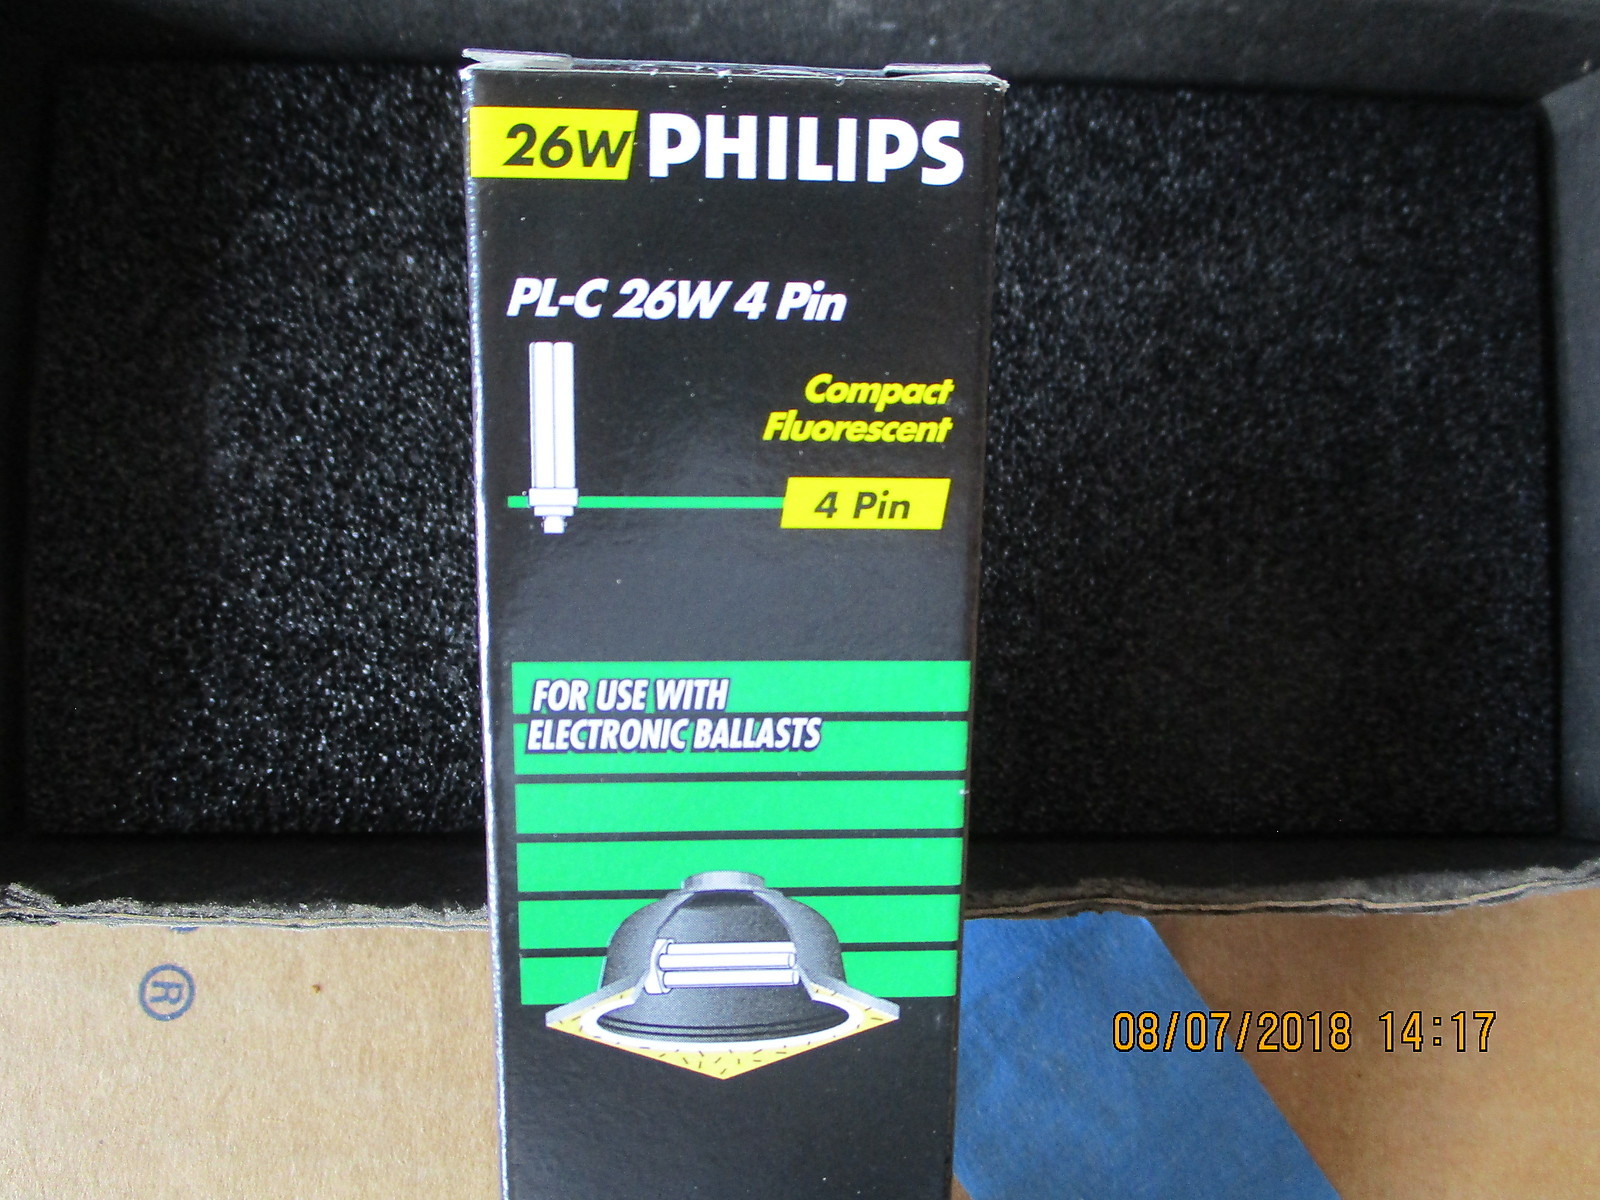 26W PHILIPS
PL-C 26W 4 Pin
Compact
Fluorescent
4 Pin
FOR USE WITH
ELECTRONIC BALLASTS
®
08/07/2018 14:17